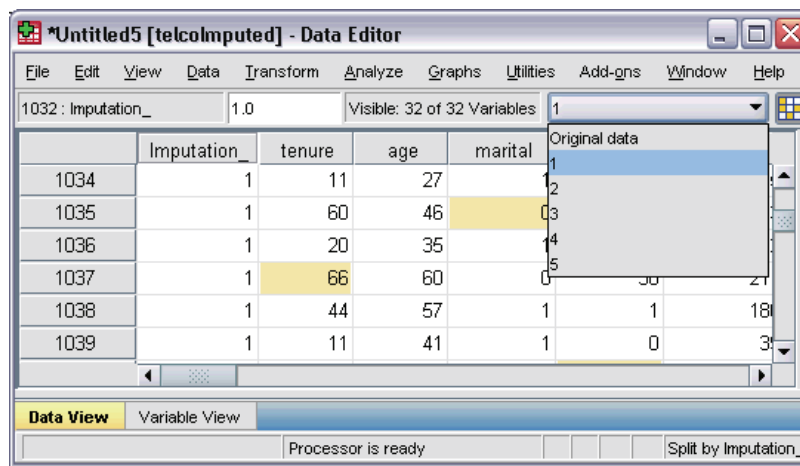 *Untitled5 [telcoImputed] - Data Editor
File Edit View Data Transform Analyze Graphs Utilities Add-ons Window Help
1032 : Imputation_ 1.0 Visible: 32 of 32 Variables 1
Original data
1
2
3
4
5
Imputation_ tenure age marital
1034 1 11 27
1035 1 60 46
1036 1 20 35
1037 1 66 60 0
1038 1 44 57 1 1
1039 1 11 41 1 0
Data View Variable View
Processor is ready Split by Imputation_